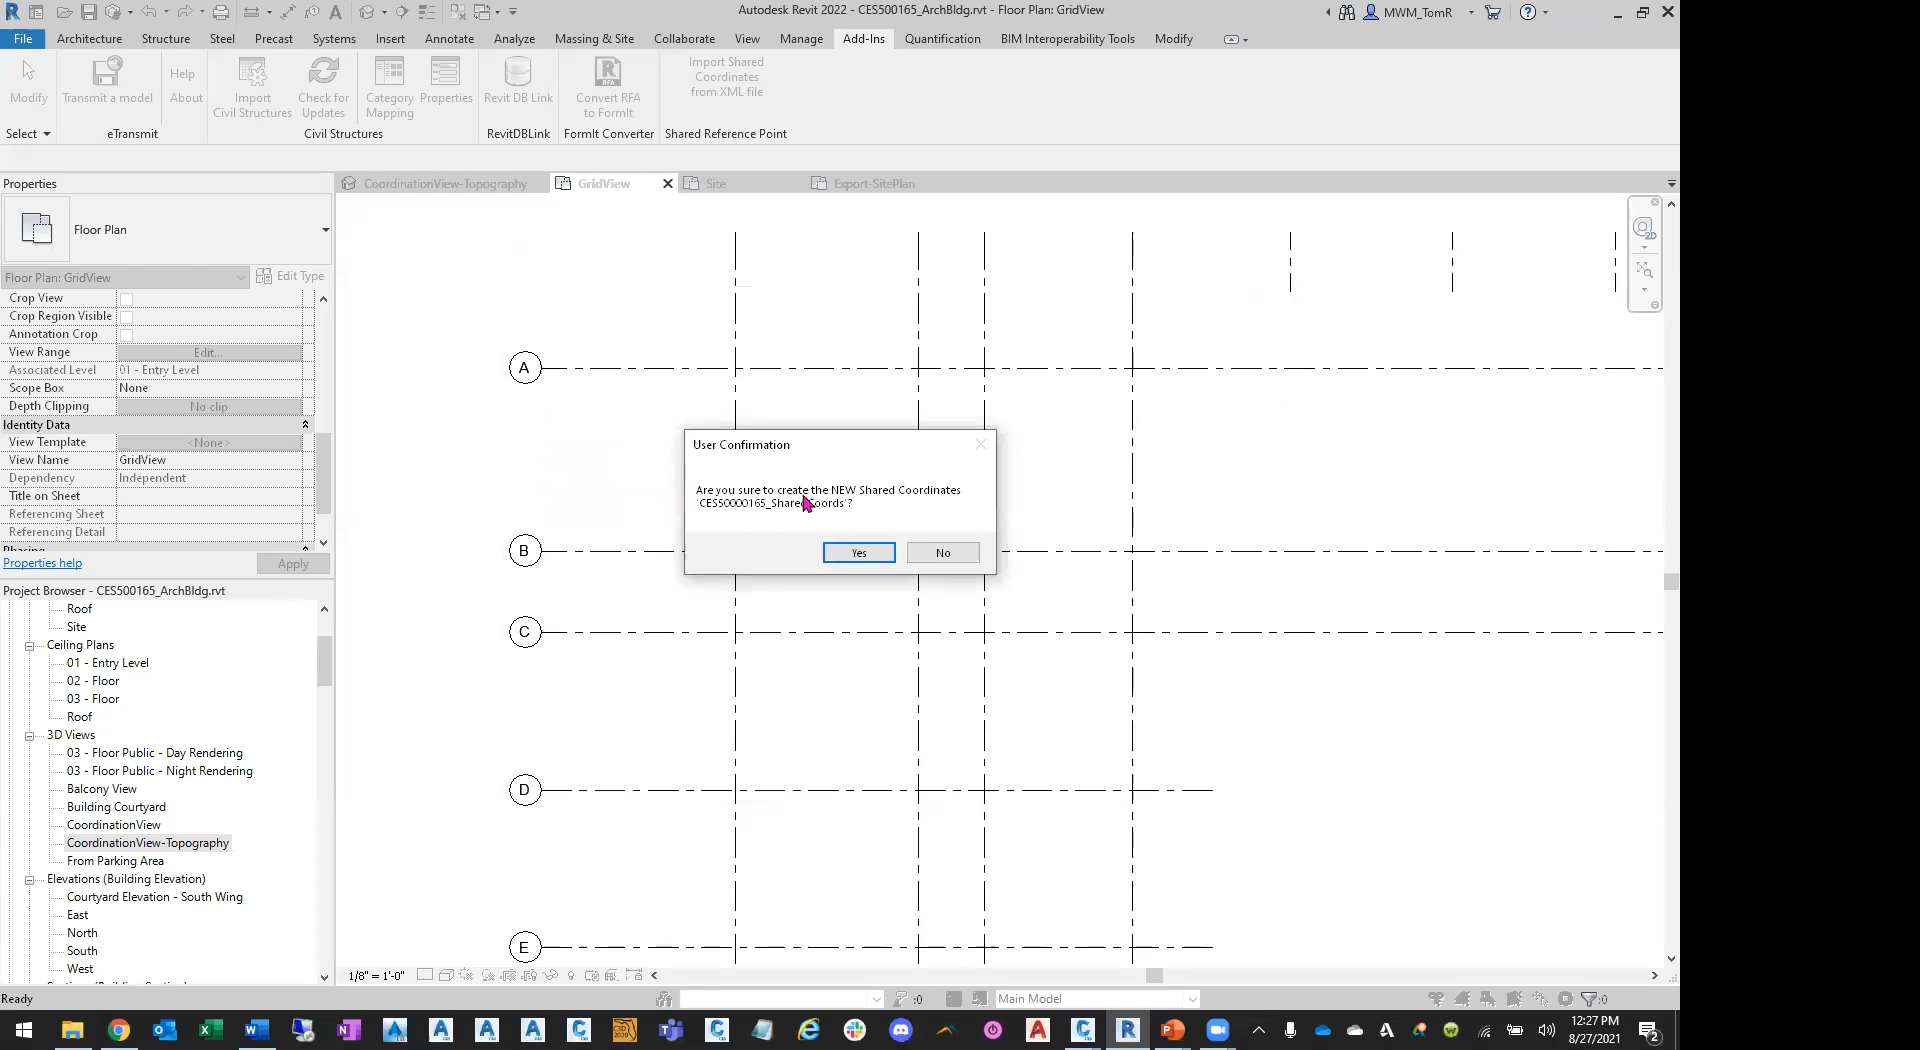 Autodesk Revit 2022 - CES500165_ArchBldg.rvt - Floor Plan: GridView
MWM_TomR
File Architecture Structure Steel Precast Systems Insert Annotate Analyze Massing & Site Collaborate View Manage Add-Ins Quantification BIM Interoperability Tools Modify
Modify
Transmit a model
Help
About
Import
Civil Structures
Check for
Updates
Category
Mapping
Properties
Revit DB Link
Convert RFA
to FormIt
Import Shared
Coordinates
from XML file
Select eTransmit Civil Structures RevitDBLink FormIt Converter Shared Reference Point
Properties
CoordinationView-Topography GridView Site Export-SitePlan
Floor Plan
Floor Plan: GridView Edit Type
Crop View
Crop Region Visible
Annotation Crop
View Range Edit...
Associated Level 01 - Entry Level
Scope Box None
Depth Clipping No clip
Identity Data
View Template <None>
View Name GridView
Dependency Independent
Title on Sheet
Referencing Sheet
Referencing Detail
Phasing
Properties help Apply
Project Browser - CES500165_ArchBldg.rvt
Roof
Site
Ceiling Plans
01 - Entry Level
02 - Floor
03 - Floor
Roof
3D Views
03 - Floor Public - Day Rendering
03 - Floor Public - Night Rendering
Balcony View
Building Courtyard
CoordinationView
CoordinationView-Topography
From Parking Area
Elevations (Building Elevation)
Courtyard Elevation - South Wing
East
North
South
West
2D
A
B
C
D
E
User Confirmation
Are you sure to create the NEW Shared Coordinates
'CES50000165_SharedCoords'?
Yes No
1/8" = 1'-0"
Ready :0 Main Model :0
12:27 PM
8/27/2021
2